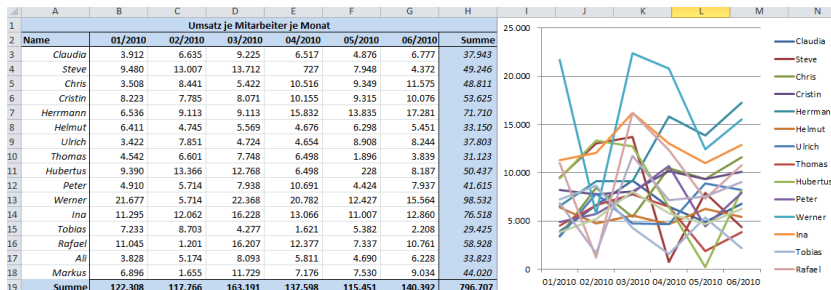 A B C D E F G H I J K L M N
1 Umsatz je Mitarbeiter je Monat
2 Name 01/2010 02/2010 03/2010 04/2010 05/2010 06/2010 Summe
3 Claudia 3.912 6.635 9.225 6.517 4.876 6.777 37.943
4 Steve 9.480 13.007 13.712 727 7.948 4.372 49.246
5 Chris 3.508 8.441 5.422 10.516 9.349 11.575 48.811
6 Cristin 8.223 7.785 8.071 10.155 9.315 10.076 53.625
7 Herrmann 6.536 9.113 9.113 15.832 13.835 17.281 71.710
8 Helmut 6.411 4.745 5.569 4.676 6.298 5.451 33.150
9 Ulrich 3.422 7.851 4.724 4.654 8.908 8.244 37.803
10 Thomas 4.542 6.601 7.748 6.498 1.896 3.839 31.123
11 Hubertus 9.390 13.366 12.768 6.498 228 8.187 50.437
12 Peter 4.910 5.714 7.938 10.691 4.424 7.937 41.615
13 Werner 21.677 5.714 22.368 20.782 12.427 15.564 98.532
14 Ina 11.295 12.062 16.228 13.066 11.007 12.860 76.518
15 Tobias 7.233 8.703 4.277 1.621 5.382 2.208 29.425
16 Rafael 11.045 1.201 16.207 12.377 7.337 10.761 58.928
17 Ali 3.828 5.174 8.093 5.811 4.690 6.228 33.823
18 Markus 6.896 1.655 11.729 7.176 7.530 9.034 44.020
19 Summe 122.308 117.766 163.191 137.598 115.451 140.392 796.707
25.000
20.000
15.000
10.000
5.000
0
01/2010 02/2010 03/2010 04/2010 05/2010 06/2010
Claudia
Steve
Chris
Cristin
Herrman
Helmut
Ulrich
Thomas
Hubertus
Peter
Werner
Ina
Tobias
Rafael